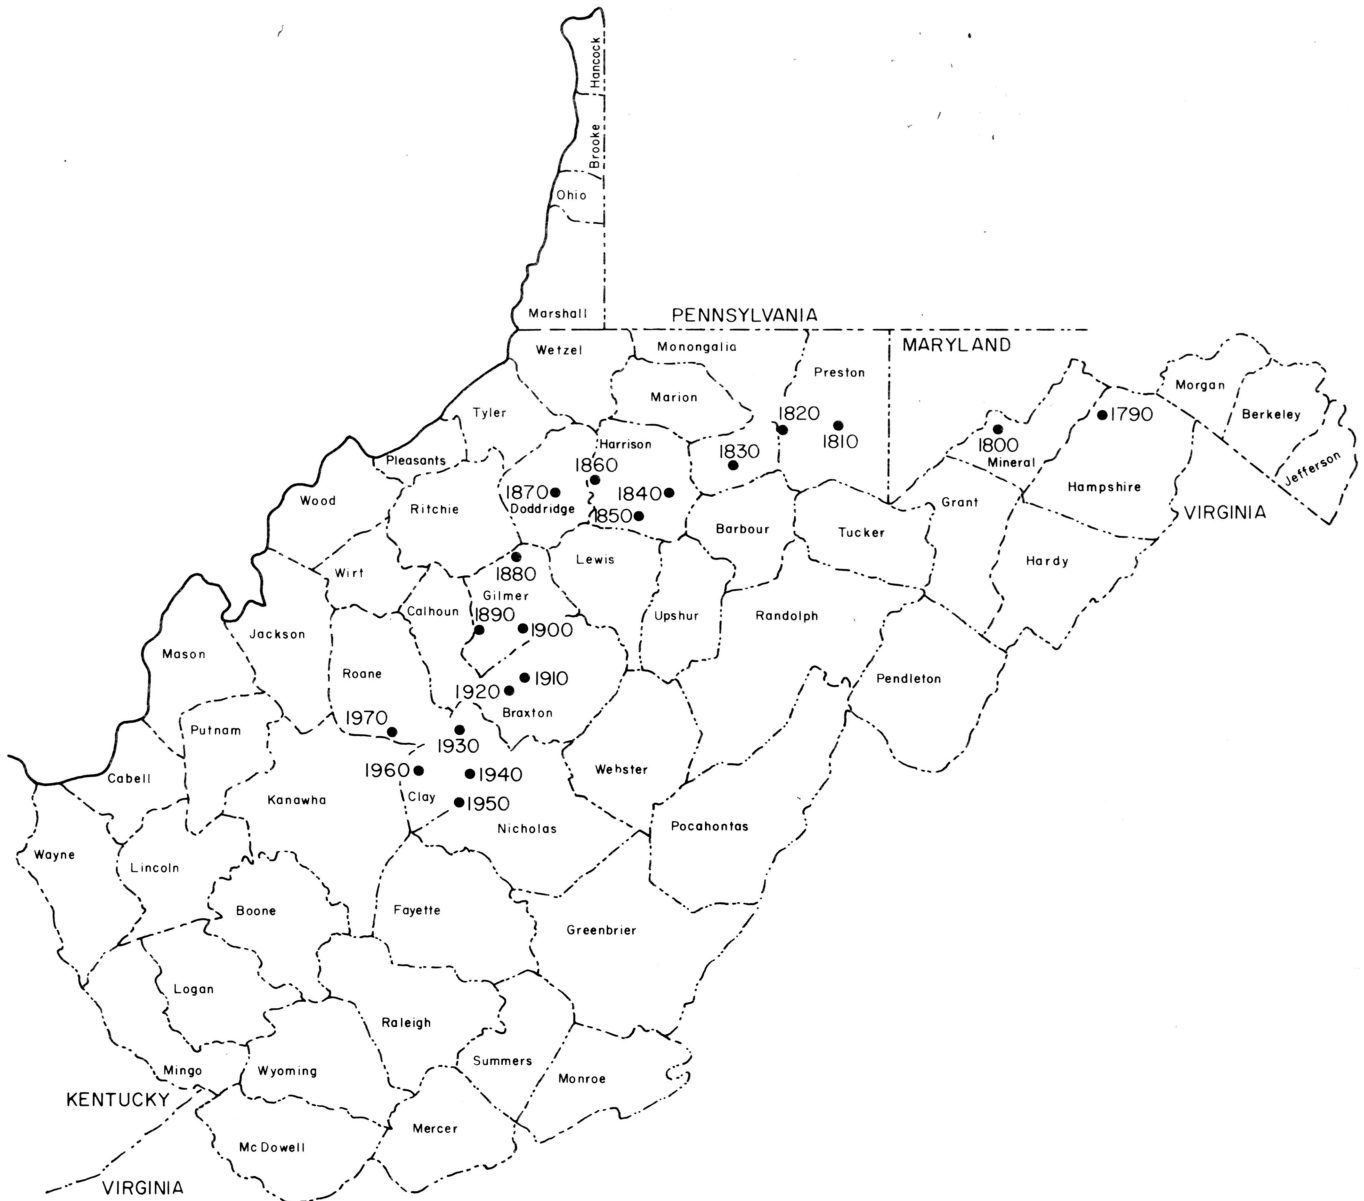 Hancock
Brooke
Ohio
Marshall
PENNSYLVANIA
Wetzel
Monongalia
MARYLAND
Preston
Morgan
Marion
Tyler
Berkeley
1790
1820
1810
1800
Harrison
Mineral
Pleasants
1830
Jefferson
1860
Hampshire
Wood
1870
1840
Doddridge
Ritchie
Grant
VIRGINIA
1850
Barbour
Tucker
Lewis
Hardy
1880
Wirt
Gilmer
Calhoun
1890
1900
Upshur
Randolph
Jackson
Mason
Roane
1910
Pendleton
1920
Braxton
1970
Putnam
1930
1960
1940
Webster
Cabell
Kanawha
Clay
1950
Nicholas
Pocahontas
Wayne
Lincoln
Boone
Fayette
Greenbrier
Logan
Raleigh
Summers
Mingo
Wyoming
Monroe
KENTUCKY
Mercer
McDowell
VIRGINIA